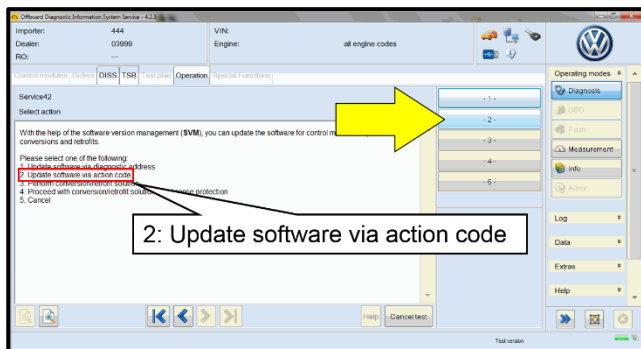 Offboard Diagnostic Information System Service - 4.2.3
Importer: 444
Dealer: 03999
RO: ---
VIN:
Engine: all engine codes
Control modules Orders DISS TSB Test plan Operation Special Functions
Service42
Select action
With the help of the software version management (SVM), you can update the software for control m
conversions and retrofits.
Please select one of the following:
1. Update software via diagnostic address
2. Update software via action code
3. Perform conversion/retrofit solution
4. Proceed with conversion/retrofit solution
protection
5. Cancel
2: Update software via action code
- 1 -
- 2 -
- 3 -
- 4 -
Help
Cancel test
Operating modes
Diagnosis
OBD
Flash
Measurement
Info
Admin
Log
Data
Extras
Help
Test version